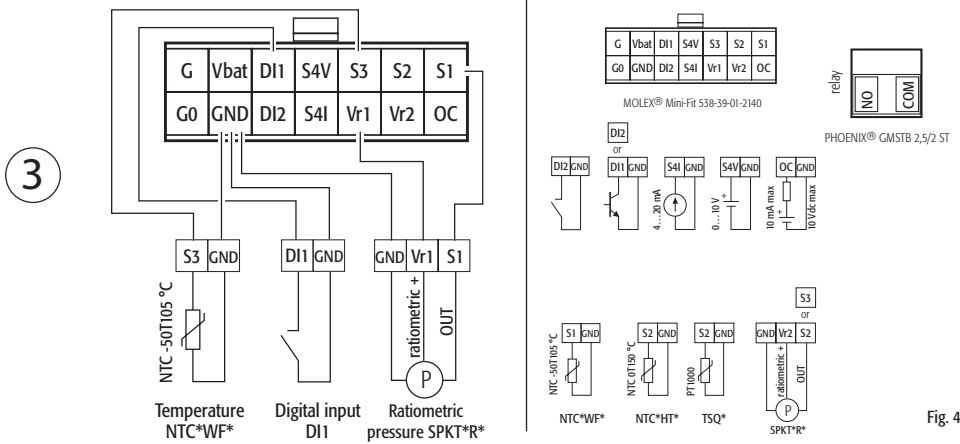 3
G Vbat DI1 S4V S3 S2 S1
G0 GND DI2 S4I Vr1 Vr2 OC
S3 GND
DI1 GND
GND Vr1 S1
NTC -50T105 °C
ratiometric +
OUT
P
Temperature
NTC*WF*
Digital input
DI1
Ratiometric
pressure SPKT*R*
G Vbat DI1 S4V S3 S2 S1
G0 GND DI2 S4I Vr1 Vr2 OC
MOLEX® Mini-Fit 538-39-01-2140
relay
NO
COM
PHOENIX® GMSTB 2,5/2 ST
DI2
or
DI2 GND
DI1 GND
S4I GND
S4V GND
OC GND
4...20 mA
0...10 V
+
10 mA max
+
10 Vdc max
S3
or
S1 GND
S2 GND
S2 GND
GND Vr2 S2
NTC -50T105 °C
NTC 0T150 °C
PT1000
ratiometric +
OUT
P
NTC*WF*
NTC*HT*
TSQ*
SPKT*R*
Fig. 4